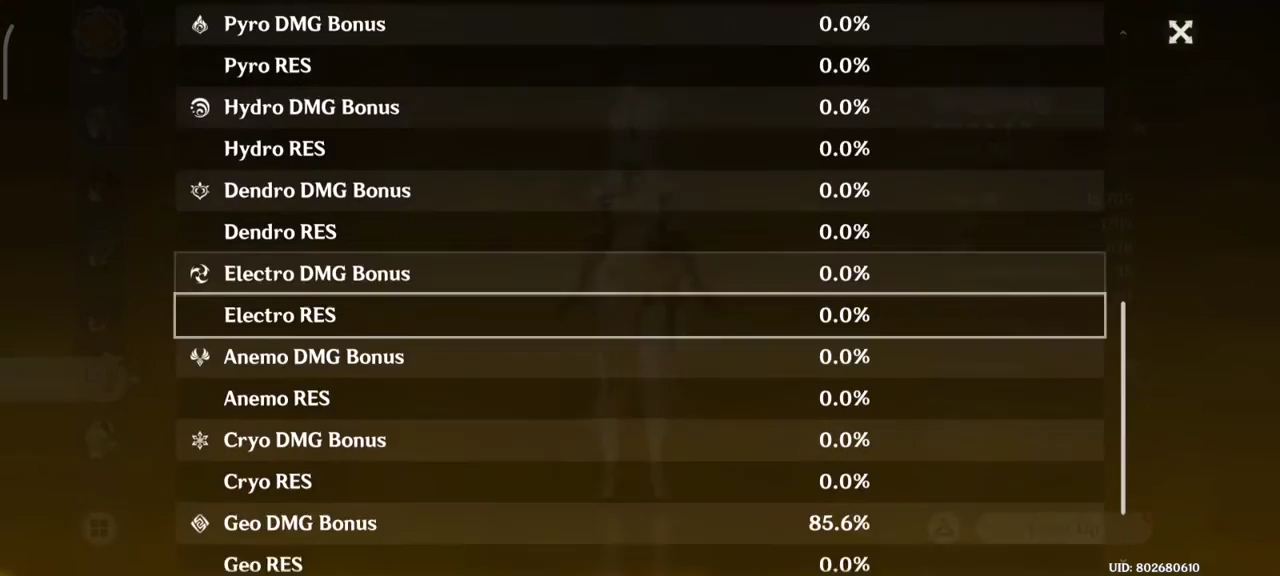 Pyro DMG Bonus 0.0%
Pyro RES 0.0%
Hydro DMG Bonus 0.0%
Hydro RES 0.0%
Dendro DMG Bonus 0.0%
Dendro RES 0.0%
Electro DMG Bonus 0.0%
Electro RES 0.0%
Anemo DMG Bonus 0.0%
Anemo RES 0.0%
Cryo DMG Bonus 0.0%
Cryo RES 0.0%
Geo DMG Bonus 85.6%
Geo RES 0.0%
UID: 802680610